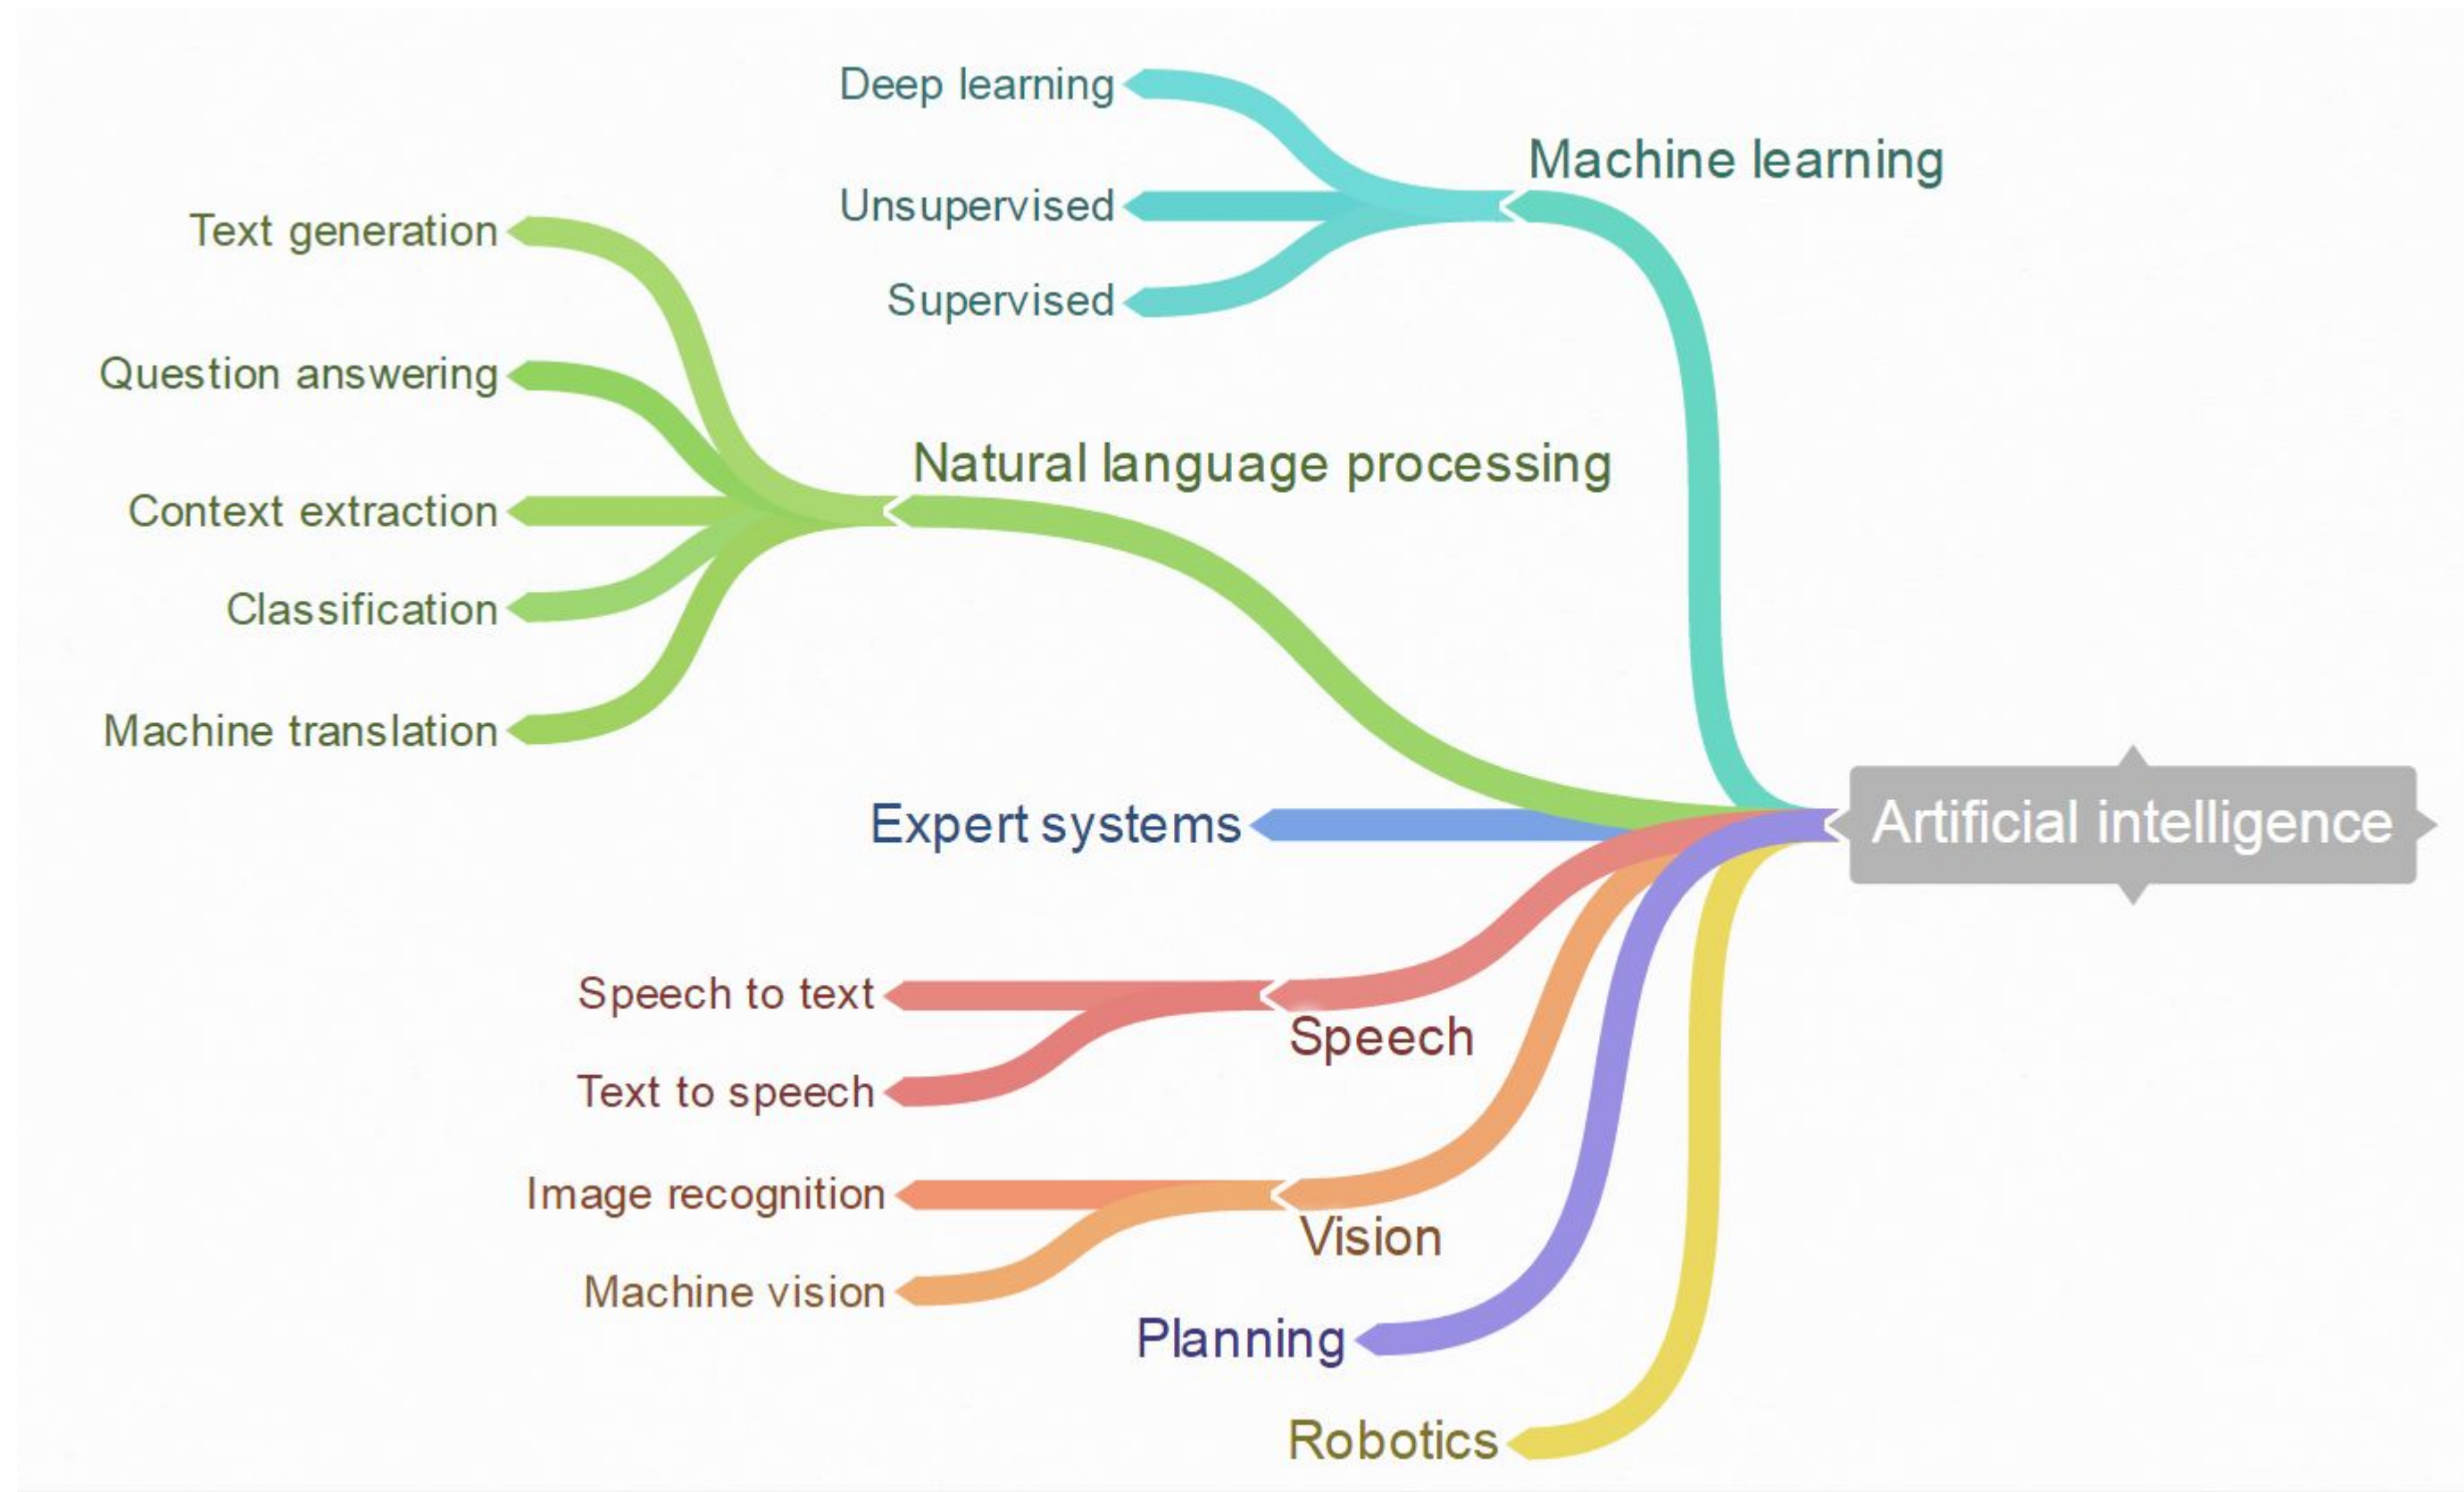 Deep learning
Machine learning
Unsupervised
Supervised
Text generation
Question answering
Natural language processing
Context extraction
Classification
Machine translation
Expert systems
Artificial intelligence
Speech to text
Speech
Text to speech
Image recognition
Vision
Machine vision
Planning
Robotics